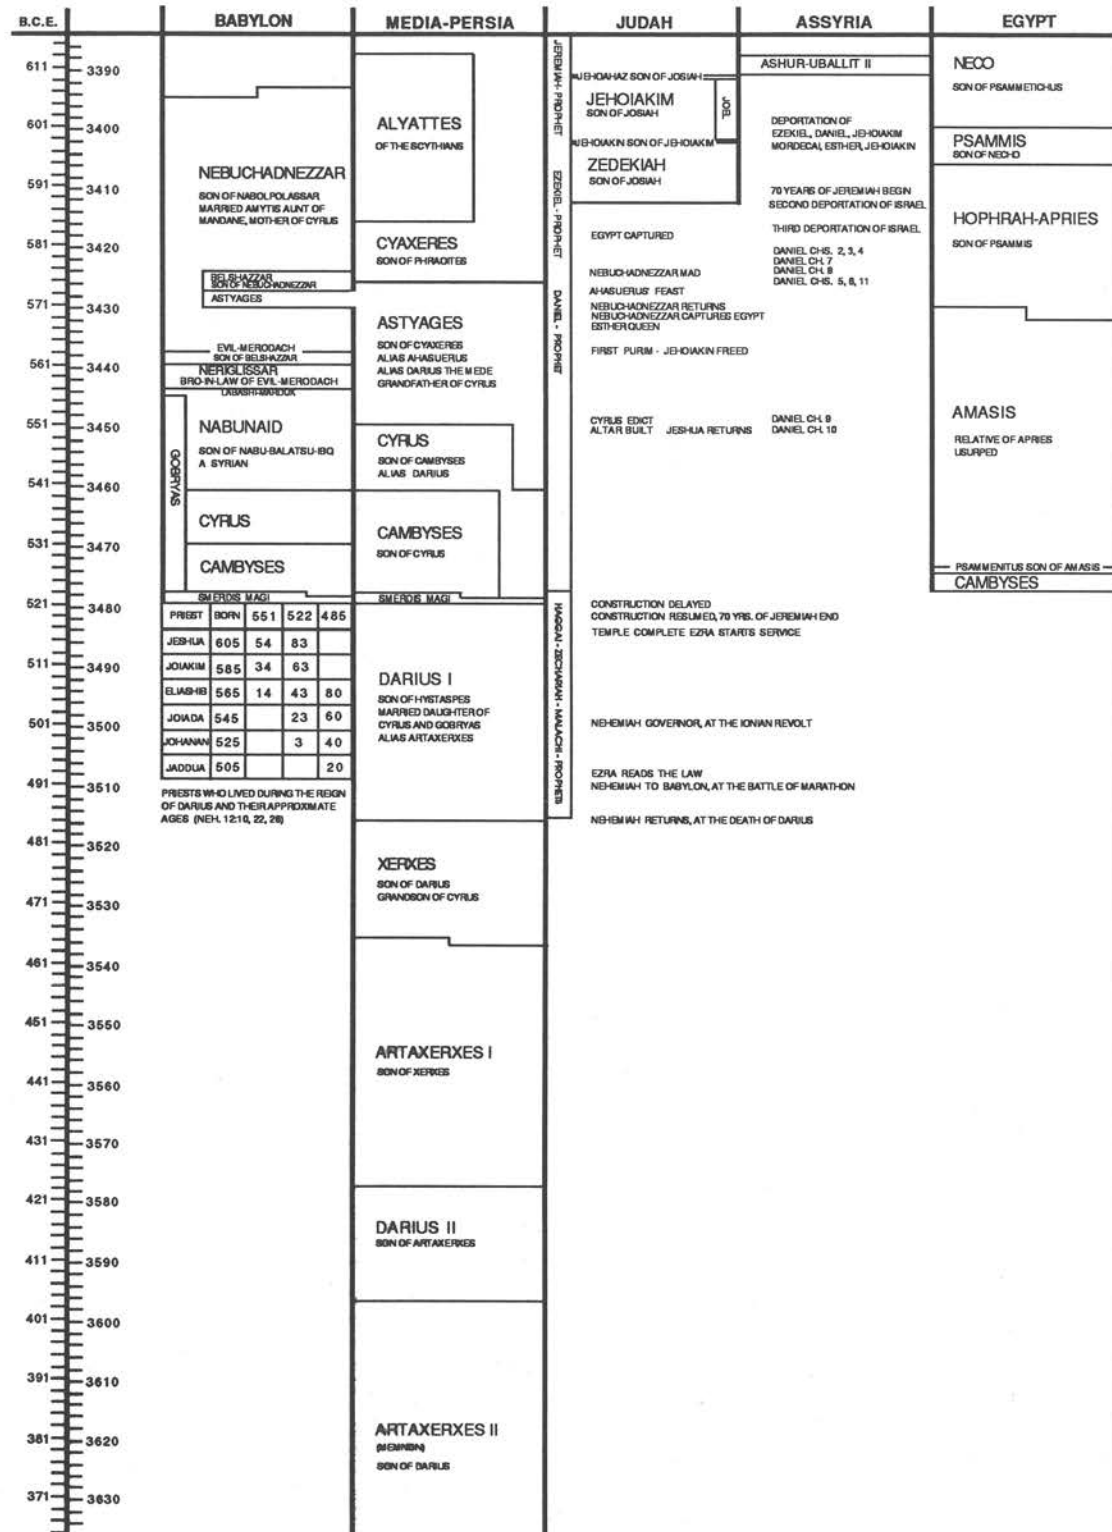 B.C.E.
BABYLON
MEDIA-PERSIA
JUDAH
ASSYRIA
EGYPT
611
601
591
581
571
561
551
541
531
521
511
501
491
481
471
461
451
441
431
421
411
401
391
381
371
3390
3400
3410
3420
3430
3440
3450
3460
3470
3480
3490
3500
3510
3520
3530
3540
3550
3560
3570
3580
3590
3600
3610
3620
3630
NEBUCHADNEZZAR
SON OF NABOLPOLASSAR
MARRIED AMYTIS AUNT OF
MANDANE, MOTHER OF CYRUS
BELSHAZZAR
SON OF NEBUCHADNEZZAR
ASTYAGES
EVIL-MERODACH
SON OF BELSHAZZAR
NERIGLISSAR
BRO-IN-LAW OF EVIL-MERODACH
LABASHI-MARDUK
GOBRYAS
NABUNAID
SON OF NABU-BALATSU-IBQ
A SYRIAN
CYRUS
CAMBYSES
SMERDIS MAGI
PRIEST BORN 551 522 485
JESHUA 605 54 83
JOIAKIM 585 34 63
ELIASHIB 565 14 43 80
JOIADA 545 23 60
JOHANAN 525 3 40
JADDUA 505 20
PRIESTS WHO LIVED DURING THE REIGN
OF DARIUS AND THEIR APPROXIMATE
AGES (NEH. 12:10, 22, 26)
ALYATTES
OF THE SCYTHIANS
CYAXERES
SON OF PHRAOITES
ASTYAGES
SON OF CYAXERES
ALIAS AHASUERUS
ALIAS DARIUS THE MEDE
GRANDFATHER OF CYRUS
CYRUS
SON OF CAMBYSES
ALIAS DARIUS
CAMBYSES
SON OF CYRUS
SMERDIS MAGI
DARIUS I
SON OF HYSTASPES
MARRIED DAUGHTER OF
CYRUS AND GOBRYAS
ALIAS ARTAXERXES
XERXES
SON OF DARIUS
GRANDSON OF CYRUS
ARTAXERXES I
SON OF XERXES
DARIUS II
SON OF ARTAXERXES
ARTAXERXES II
(MEMNON)
SON OF DARIUS
JEREMIAH- PROPHET
EZEKIEL - PROPHET
DANIEL - PROPHET
HAGGAI - ZECHARIAH - MALACHI - PROPHETS
JEHOAHAZ SON OF JOSIAH
JEHOIAKIM
SON OF JOSIAH
JOEL
JEHOIAKIN SON OF JEHOIAKIM
ZEDEKIAH
SON OF JOSIAH
EGYPT CAPTURED
NEBUCHADNEZZAR MAD
AHASUERUS' FEAST
NEBUCHADNEZZAR RETURNS
NEBUCHADNEZZAR CAPTURES EGYPT
ESTHER QUEEN
FIRST PURIM - JEHOIAKIN FREED
CYRUS EDICT
ALTAR BUILT JESHUA RETURNS
CONSTRUCTION DELAYED
CONSTRUCTION RESUMED, 70 YRS. OF JEREMIAH END
TEMPLE COMPLETE EZRA STARTS SERVICE
NEHEMIAH GOVERNOR, AT THE IONIAN REVOLT
EZRA READS THE LAW
NEHEMIAH TO BABYLON, AT THE BATTLE OF MARATHON
NEHEMIAH RETURNS, AT THE DEATH OF DARIUS
ASHUR-UBALLIT II
DEPORTATION OF
EZEKIEL, DANIEL, JEHOIAKIM
MORDECAI, ESTHER, JEHOIAKIN
70 YEARS OF JEREMIAH BEGIN
SECOND DEPORTATION OF ISRAEL
THIRD DEPORTATION OF ISRAEL
DANIEL CHS. 2, 3, 4
DANIEL CH. 7
DANIEL CH. 8
DANIEL CHS. 5, 6, 11
DANIEL CH. 9
DANIEL CH. 10
NECO
SON OF PSAMMETICHUS
PSAMMIS
SON OF NECHO
HOPHRAH-APRIES
SON OF PSAMMIS
AMASIS
RELATIVE OF APRIES
USURPED
PSAMMENITUS SON OF AMASIS
CAMBYSES